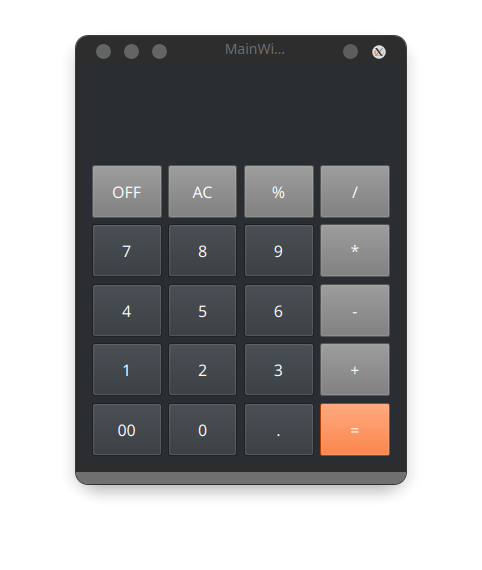 MainWi...
OFF AC % /
7 8 9 *
4 5 6 -
1 2 3 +
00 0 . =